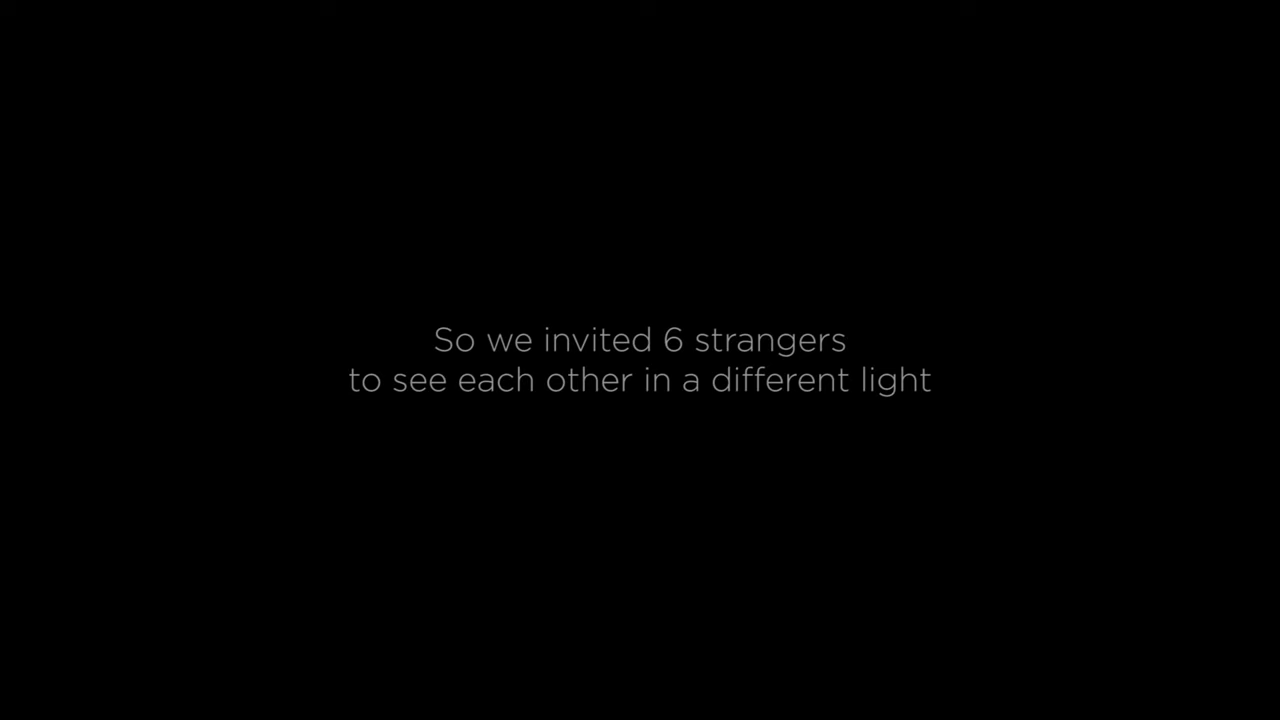 So we invited 6 strangers
to see each other in a different light